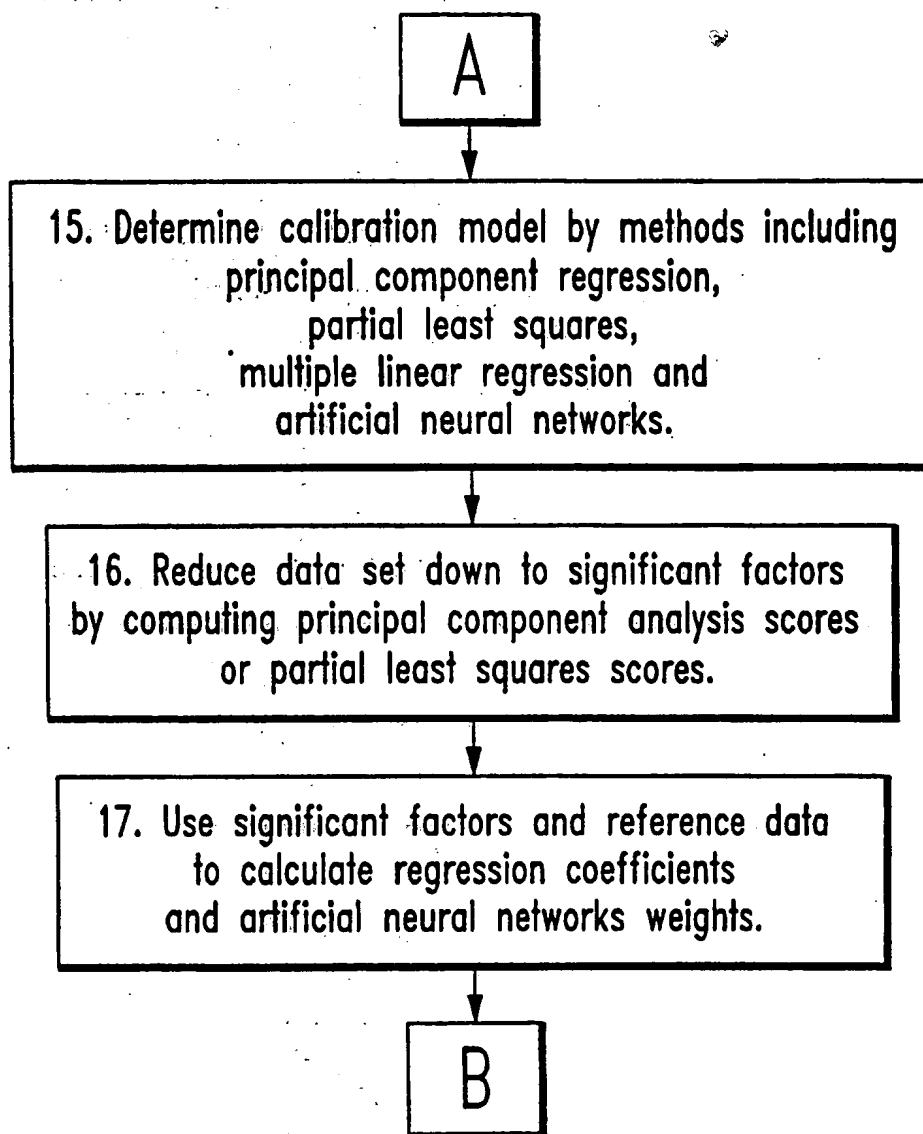 A
15. Determine calibration model by methods including
principal component regression,
partial least squares,
multiple linear regression and
artificial neural networks.
16. Reduce data set down to significant factors
by computing principal component analysis scores
or partial least squares scores.
17. Use significant factors and reference data
to calculate regression coefficients
and artificial neural networks weights.
B